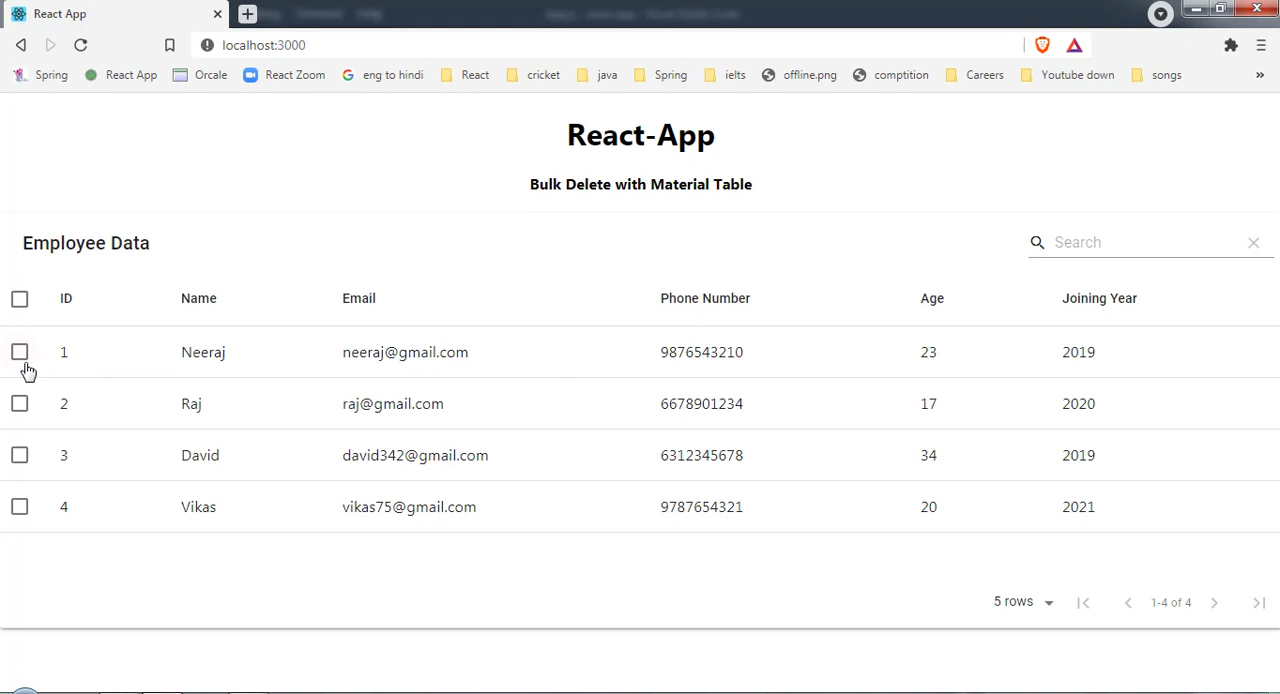 React App
localhost:3000
Spring React App Orcale React Zoom eng to hindi React cricket java Spring ielts offline.png comptition Careers Youtube down songs »
React-App
Bulk Delete with Material Table
Employee Data
Search
ID Name Email Phone Number Age Joining Year
1 Neeraj neeraj@gmail.com 9876543210 23 2019
2 Raj raj@gmail.com 6678901234 17 2020
3 David david342@gmail.com 6312345678 34 2019
4 Vikas vikas75@gmail.com 9787654321 20 2021
5 rows 1-4 of 4